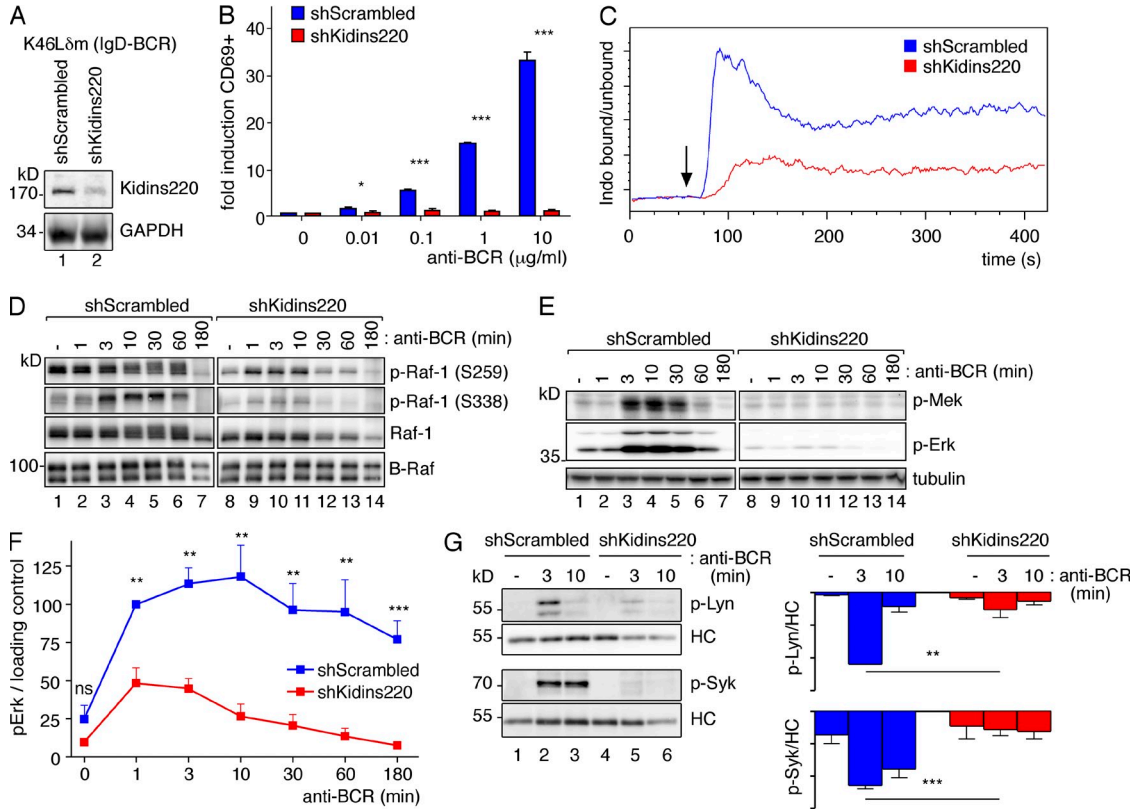 A
K46Lδm (IgD-BCR)
shScrambled
shKidins220
kD
170
Kidins220
34
GAPDH
1 2
B
shScrambled
shKidins220
fold induction CD69+
40
30
20
10
0
* *** *** ***
0 0.01 0.1 1 10
anti-BCR (μg/ml)
C
shScrambled
shKidins220
Indo bound/unbound
0 100 200 300 400
time (s)
D
shScrambled shKidins220
- 1 3 10 30 60 180 - 1 3 10 30 60 180 : anti-BCR (min)
kD
p-Raf-1 (S259)
p-Raf-1 (S338)
Raf-1
100
B-Raf
1 2 3 4 5 6 7 8 9 10 11 12 13 14
E
shScrambled shKidins220
- 1 3 10 30 60 180 - 1 3 10 30 60 180 : anti-BCR (min)
kD
p-Mek
p-Erk
35
tubulin
1 2 3 4 5 6 7 8 9 10 11 12 13 14
F
pErk / loading control
125
100
75
50
25
0
ns ** ** ** ** ** ***
shScrambled
shKidins220
0 1 3 10 30 60 180
anti-BCR (min)
G
shScrambled shKidins220
: anti-BCR
(min)
- 3 10 - 3 10
kD
55
p-Lyn
55
HC
70
p-Syk
55
HC
1 2 3 4 5 6
shScrambled shKidins220
- 3 10 - 3 10 : anti-BCR
(min)
p-Lyn/HC
**
p-Syk/HC
***